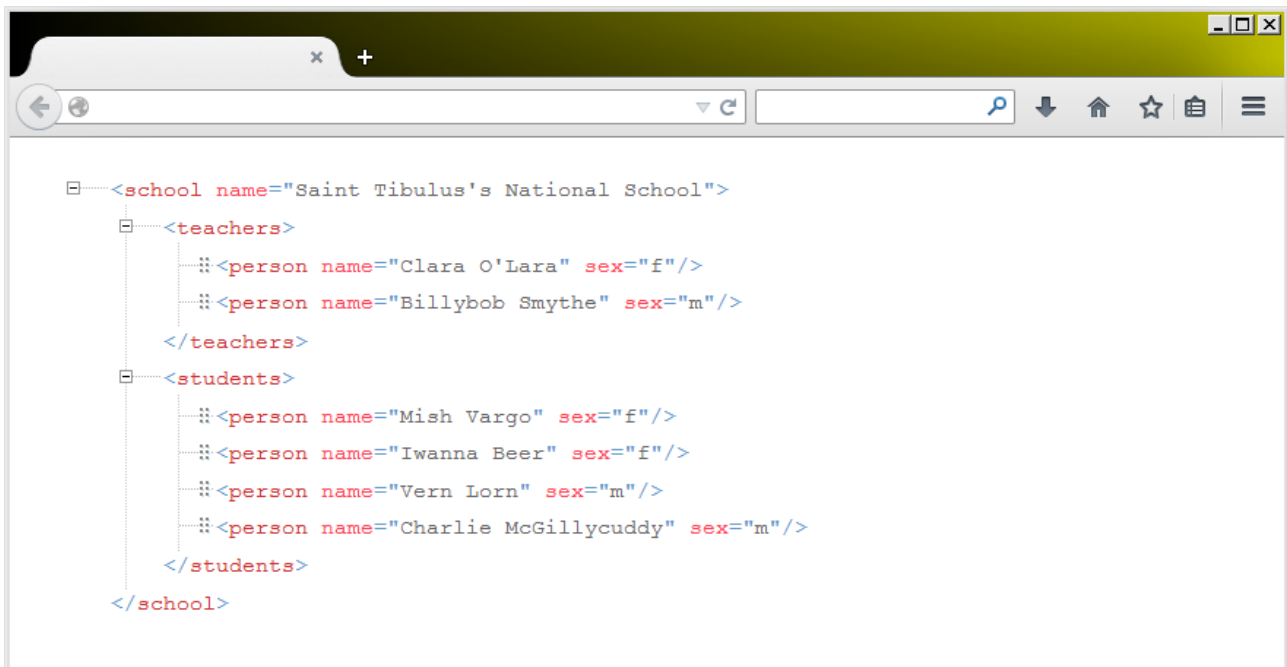 <school name="Saint Tibulus's National School">
<teachers>
<person name="Clara O'Lara" sex="f"/>
<person name="Billybob Smythe" sex="m"/>
</teachers>
<students>
<person name="Mish Vargo" sex="f"/>
<person name="Iwanna Beer" sex="f"/>
<person name="Vern Lorn" sex="m"/>
<person name="Charlie McGillycuddy" sex="m"/>
</students>
</school>